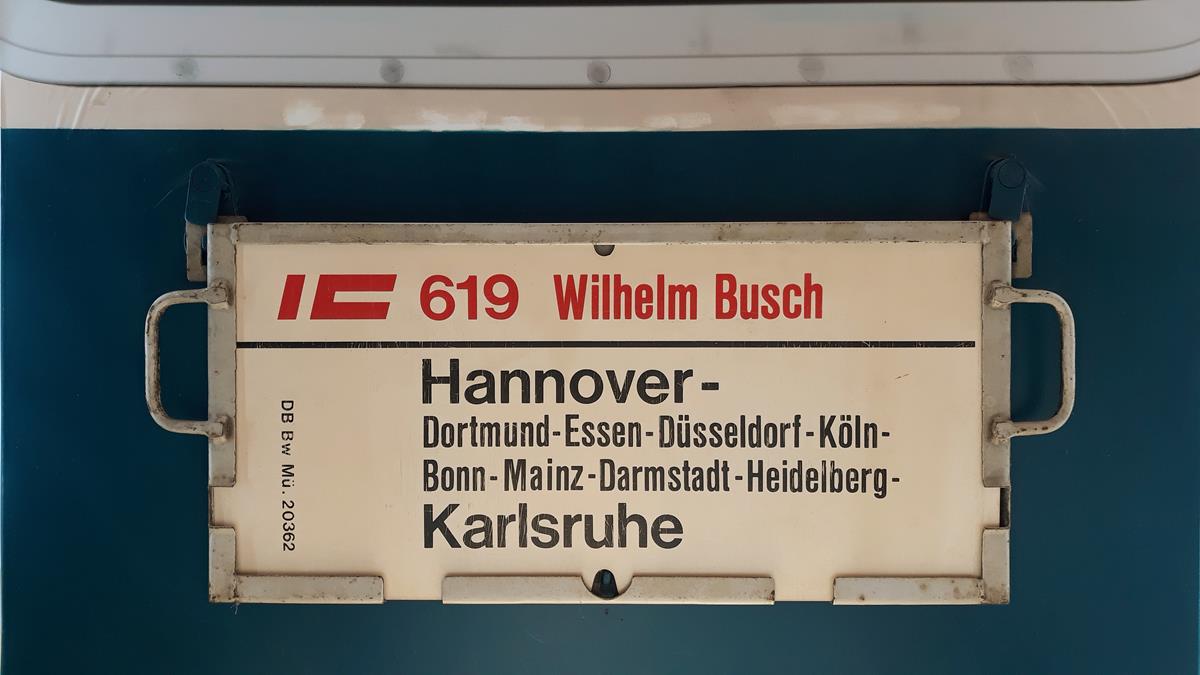 IC 619 Wilhelm Busch
Hannover-
Dortmund-Essen-Düsseldorf-Köln-
Bonn-Mainz-Darmstadt-Heidelberg-
Karlsruhe
DB Bw Mü. 20362